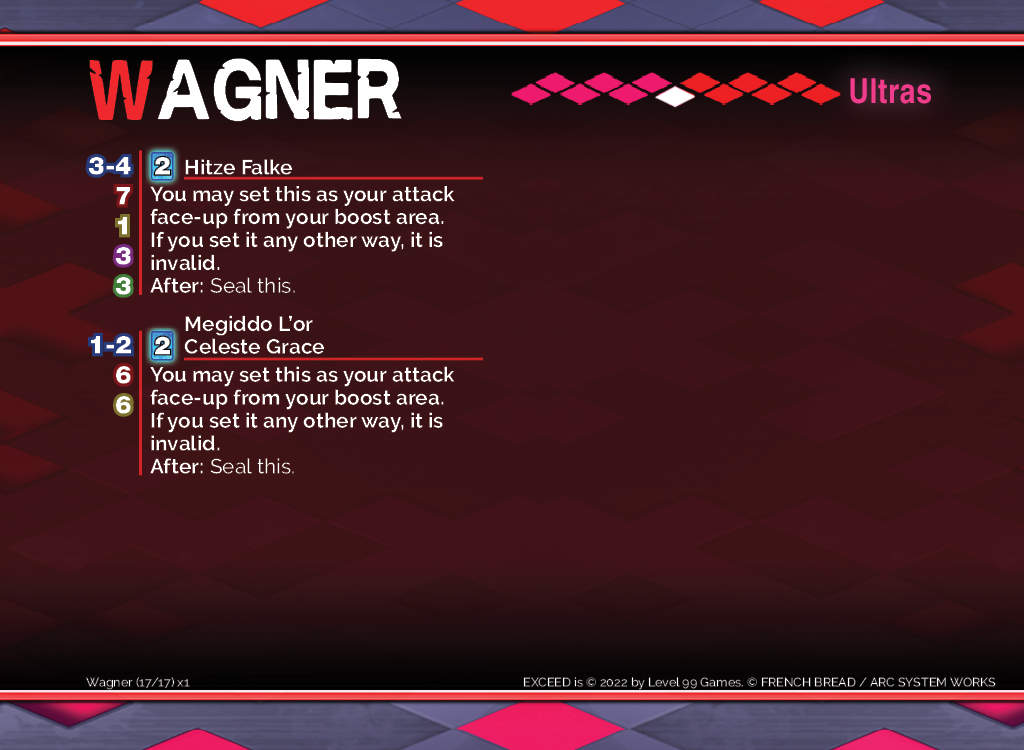 WAGNER
Ultras
3-4 2 Hitze Falke
7 You may set this as your attack
1 face-up from your boost area.
3 If you set it any other way, it is
invalid.
3 After: Seal this.
Megiddo L'or
1-2 2 Celeste Grace
6 You may set this as your attack
6 face-up from your boost area.
If you set it any other way, it is
invalid.
After: Seal this.
Wagner (17/17) x1
EXCEED is © 2022 by Level 99 Games. © FRENCH BREAD / ARC SYSTEM WORKS